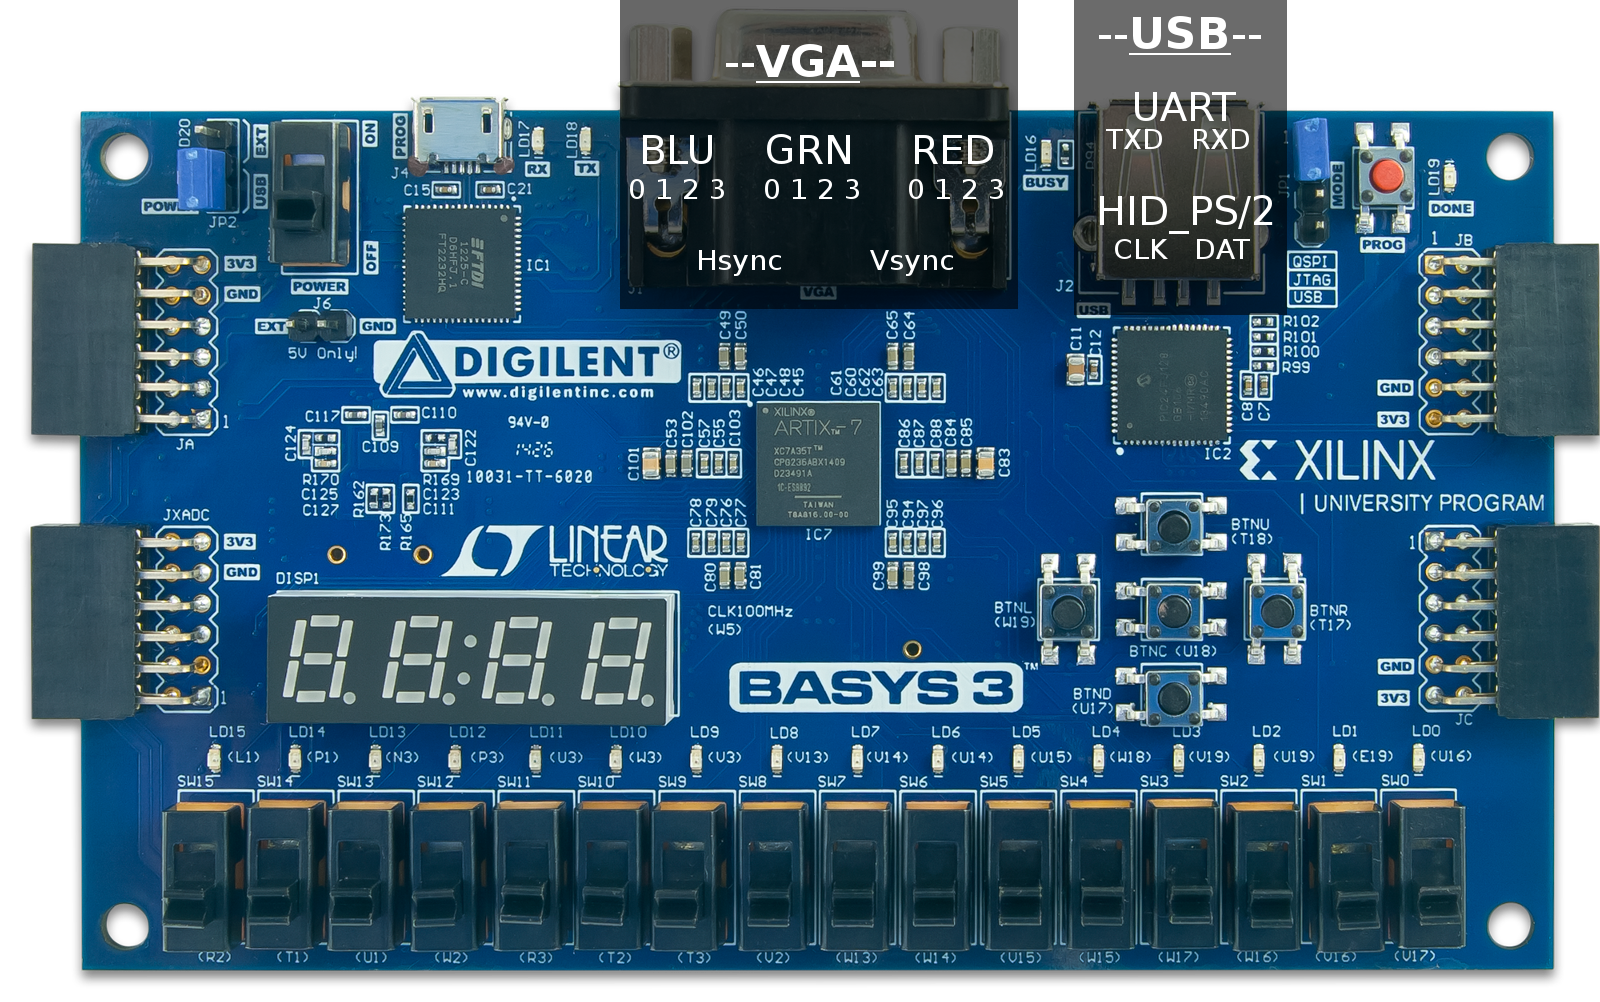 --VGA--
--USB--
UART
TXD RXD
BLU GRN RED
0 1 2 3 0 1 2 3 0 1 2 3
HID_PS/2
CLK DAT
Hsync Vsync
EXT
ON
USB
OFF
POWER
JP2
PROG
J4
LD17
RX
LD18
TX
C15
C21
LD16
BUSY
JP1
MODE
LD19
DONE
PROG
QSPI
JTAG
USB
J2
USB
VGA
3V3
GND
1
JA
J6
EXT
GND
5V Only!
FTDI
FT2232HQ
IC1
DIGILENT®
www.digilentinc.com
94V-0
1426
10031-TT-6020
C117
C110
C109
C124
C122
R170
C125
C127
R162
R173
R165
R169
C123
C111
C49
C50
C65
C64
C46
C47
C48
C45
C61
C60
C62
C63
C101
C53
C102
C57
C55
C103
C86
C87
C88
C84
C85
C83
XILINX®
ARTIX™-7
XC7A35T™
CPG236ABX1409
D23491A
TAIWAN
IC7
C78
C79
C76
C77
C95
C94
C97
C96
C80
C81
C99
C98
C11
C12
R102
R101
R100
R99
C8
C7
IC2
1 JB
GND
3V3
XILINX
| UNIVERSITY PROGRAM
JXADC
3V3
GND
1
LINEAR
TECHNOLOGY
DISP1
CLK100MHz
(W5)
BASYS 3™
BTNU
(T18)
BTNL
(W19)
BTNR
(T17)
BTNC (U18)
BTND
(U17)
1
GND
3V3
JC
LD15 LD14 LD13 LD12 LD11 LD10 LD9 LD8 LD7 LD6 LD5 LD4 LD3 LD2 LD1 LD0
(L1) (P1) (N3) (P3) (U3) (W3) (V3) (V13) (V14) (U14) (U15) (W18) (V19) (U19) (E19) (U16)
SW15 SW14 SW13 SW12 SW11 SW10 SW9 SW8 SW7 SW6 SW5 SW4 SW3 SW2 SW1 SW0
(R2) (T1) (U1) (W2) (R3) (T2) (T3) (V2) (W13) (W14) (V15) (W15) (W17) (W16) (V16) (V17)